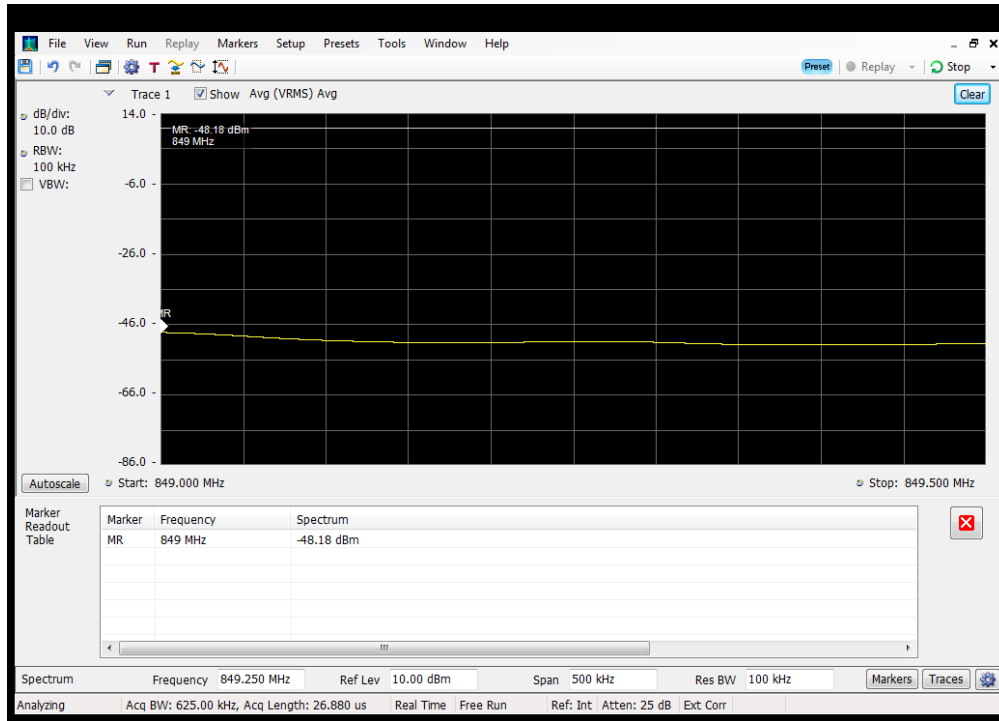 File View Run Replay Markers Setup Presets Tools Window Help
T Preset Replay Stop
Trace 1 Show Avg (VRMS) Avg Clear
dB/div: 14.0 -
10.0 dB
MR: -48.18 dBm
849 MHz
RBW:
100 kHz
VBW: -6.0 -
-26.0 -
MR
-46.0 -
-66.0 -
-86.0 -
Autoscale Start: 849.000 MHz Stop: 849.500 MHz
Marker
Readout
Table
Marker Frequency Spectrum
MR 849 MHz -48.18 dBm
Spectrum Frequency 849.250 MHz Ref Lev 10.00 dBm Span 500 kHz Res BW 100 kHz Markers Traces
Analyzing Acq BW: 625.00 kHz, Acq Length: 26.880 us Real Time Free Run Ref: Int Atten: 25 dB Ext Corr